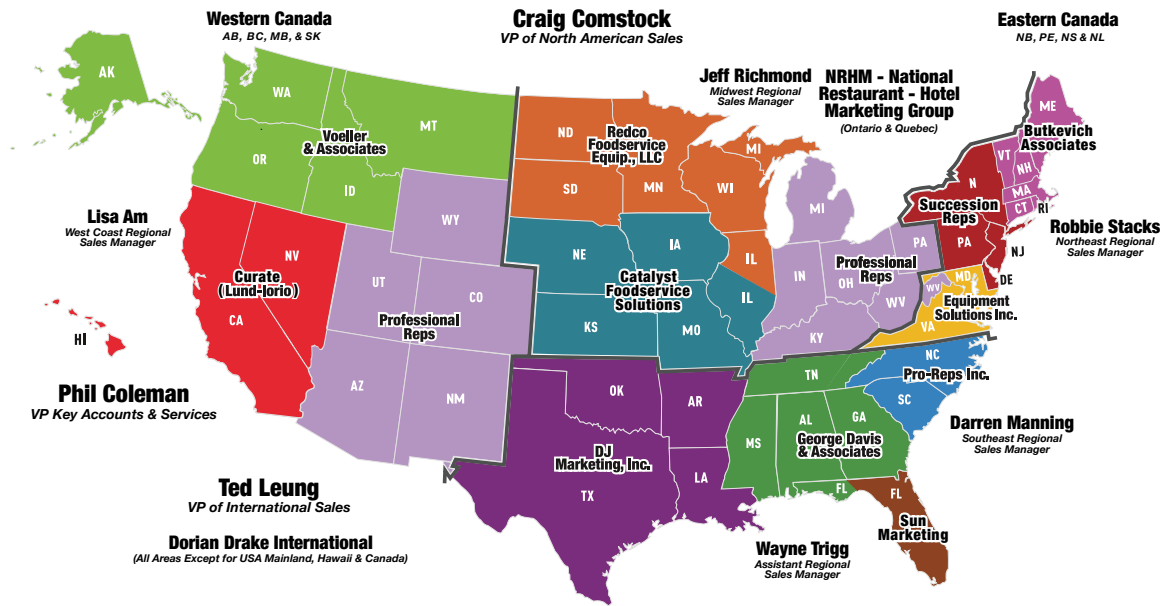 Western Canada
AB, BC, MB, & SK
Craig Comstock
VP of North American Sales
Eastern Canada
NB, PE, NS & NL
Jeff Richmond
Midwest Regional
Sales Manager
NRHM - National
Restaurant - Hotel
Marketing Group
(Ontario & Quebec)
AK
WA
MT
OR
ID
Voeller
& Associates
ND
SD
MN
WI
MI
IL
Redco
Foodservice
Equip., LLC
ME
VT
NH
MA
CT
RI
Butkevich
Associates
N
PA
NJ
DE
Succession
Reps
Lisa Am
West Coast Regional
Sales Manager
Robbie Stacks
Northeast Regional
Sales Manager
NV
CA
HI
Curate
(Lund-Iorio)
WY
UT
CO
AZ
NM
Professional
Reps
NE
IA
KS
MO
IL
Catalyst
Foodservice
Solutions
MI
IN
OH
PA
WV
KY
Professional
Reps
MD
WV
VA
Equipment
Solutions Inc.
Phil Coleman
VP Key Accounts & Services
OK
AR
TX
LA
DJ
Marketing, Inc.
TN
MS
AL
GA
FL
George Davis
& Associates
NC
SC
Pro-Reps Inc.
Darren Manning
Southeast Regional
Sales Manager
FL
Sun
Marketing
Ted Leung
VP of International Sales
Dorian Drake International
(All Areas Except for USA Mainland, Hawaii & Canada)
Wayne Trigg
Assistant Regional
Sales Manager